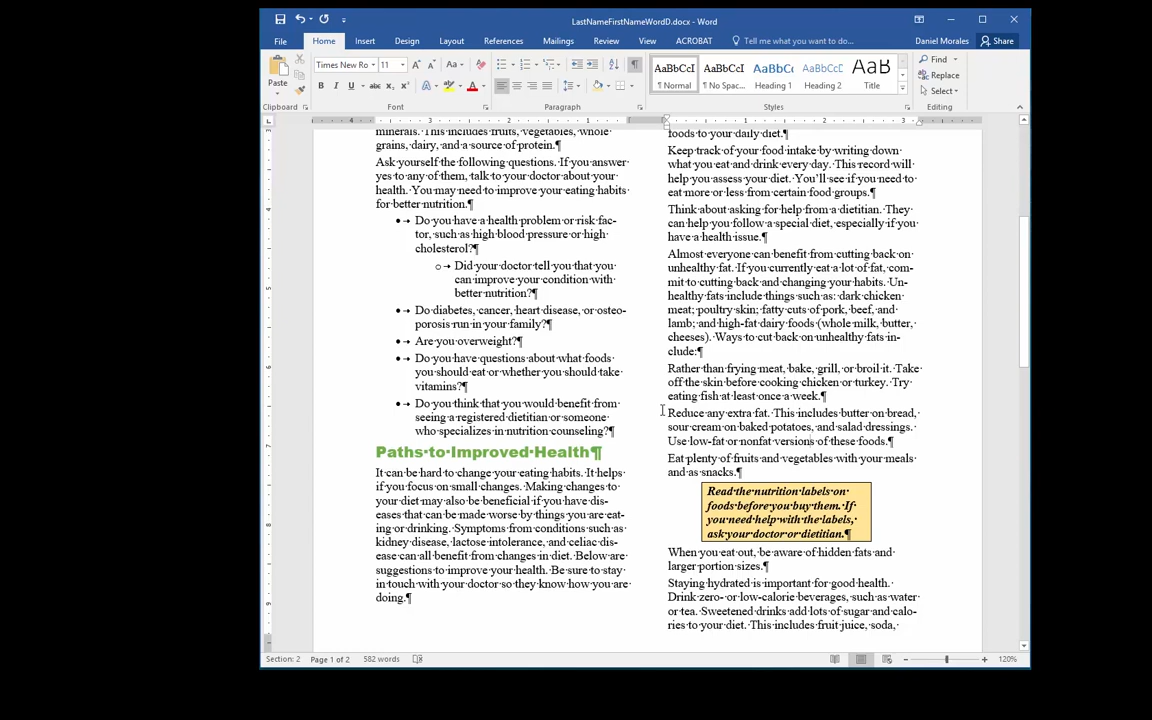 LastNameFirstNameWordD.docx - Word
File Home Insert Design Layout References Mailings Review View ACROBAT Tell me what you want to do... Daniel Morales Share
Times New Ro 11 Aa AaBbCcI AaBbCcI AaBbCc AaBbCcI AaB Find
Paste B I U abc x₂ x² A A ¶ Normal ¶ No Spac... Heading 1 Heading 2 Title Replace
Select
Clipboard Font Paragraph Styles Editing
minerals. This includes fruits, vegetables, whole
grains, dairy, and a source of protein.¶
Ask yourself the following questions. If you answer
yes to any of them, talk to your doctor about your
health. You may need to improve your eating habits
for better nutrition.¶
• Do you have a health problem or risk fac-
tor, such as high blood pressure or high
cholesterol?¶
o Did your doctor tell you that you
can improve your condition with
better nutrition?¶
• Do diabetes, cancer, heart disease, or osteo-
porosis run in your family?¶
• Are you overweight?¶
• Do you have questions about what foods
you should eat or whether you should take
vitamins?¶
• Do you think that you would benefit from
seeing a registered dietitian or someone
who specializes in nutrition counseling?¶
Paths to Improved Health¶
It can be hard to change your eating habits. It helps
if you focus on small changes. Making changes to
your diet may also be beneficial if you have dis-
eases that can be made worse by things you are eat-
ing or drinking. Symptoms from conditions such as
kidney disease, lactose intolerance, and celiac dis-
ease can all benefit from changes in diet. Below are
suggestions to improve your health. Be sure to stay
in touch with your doctor so they know how you are
doing.¶
foods to your daily diet.¶
Keep track of your food intake by writing down
what you eat and drink every day. This record will
help you assess your diet. You'll see if you need to
eat more or less from certain food groups.¶
Think about asking for help from a dietitian. They
can help you follow a special diet, especially if you
have a health issue.¶
Almost everyone can benefit from cutting back on
unhealthy fat. If you currently eat a lot of fat, com-
mit to cutting back and changing your habits. Un-
healthy fats include things such as: dark chicken
meat; poultry skin; fatty cuts of pork, beef, and
lamb; and high-fat dairy foods (whole milk, butter,
cheeses). Ways to cut back on unhealthy fats in-
clude:¶
Rather than frying meat, bake, grill, or broil it. Take
off the skin before cooking chicken or turkey. Try
eating fish at least once a week.¶
Reduce any extra fat. This includes butter on bread,
sour cream on baked potatoes, and salad dressings.
Use low-fat or nonfat versions of these foods.¶
Eat plenty of fruits and vegetables with your meals
and as snacks.¶
Read the nutrition labels on
foods before you buy them. If
you need help with the labels,
ask your doctor or dietitian.¶
When you eat out, be aware of hidden fats and
larger portion sizes.¶
Staying hydrated is important for good health.
Drink zero- or low-calorie beverages, such as water
or tea. Sweetened drinks add lots of sugar and calo-
ries to your diet. This includes fruit juice, soda,
Section: 2 Page 1 of 2 582 words 120%